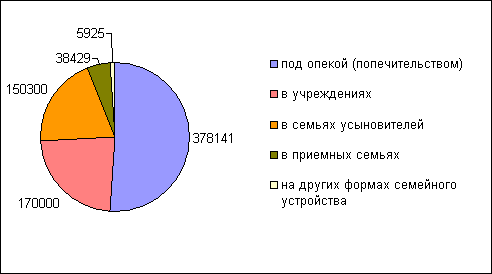 5925
38429
150300
378141
170000
под опекой (попечительством)
в учреждениях
в семьях усыновителей
в приемных семьях
на других формах семейного
устройства